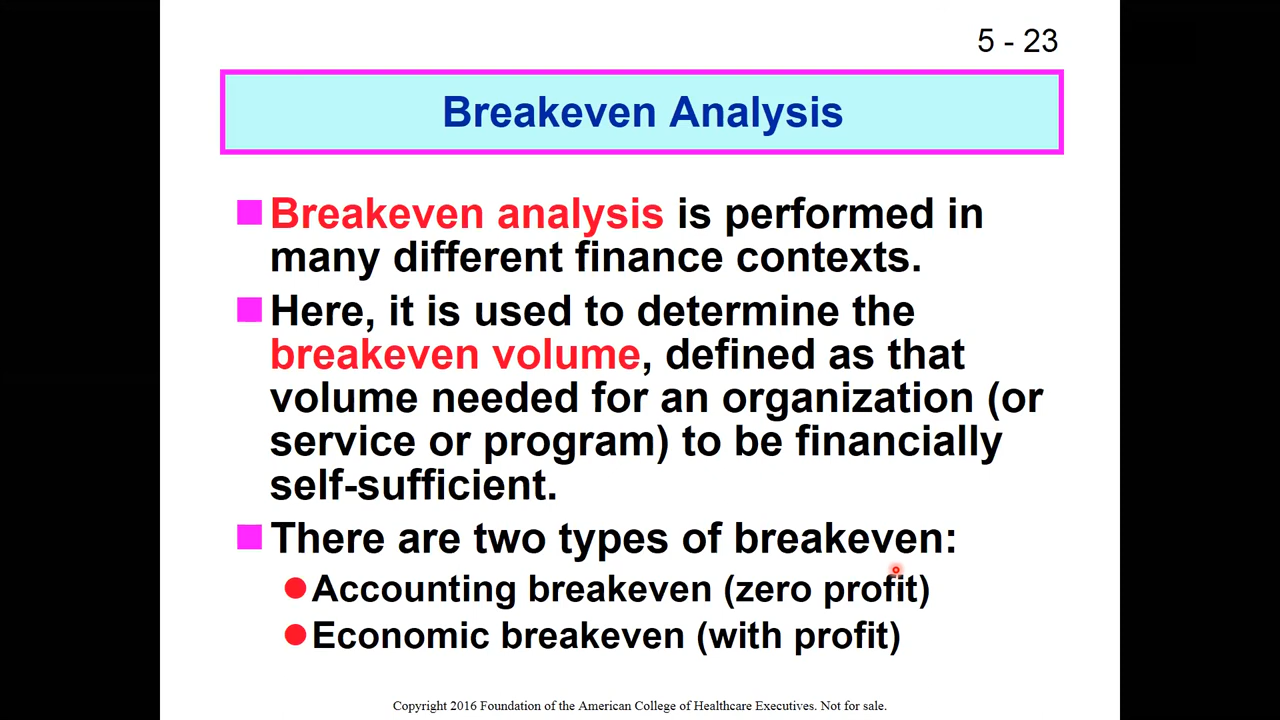 5 - 23
Breakeven Analysis
Breakeven analysis is performed in
many different finance contexts.
Here, it is used to determine the
breakeven volume, defined as that
volume needed for an organization (or
service or program) to be financially
self-sufficient.
There are two types of breakeven:
Accounting breakeven (zero profit)
Economic breakeven (with profit)
Copyright 2016 Foundation of the American College of Healthcare Executives. Not for sale.